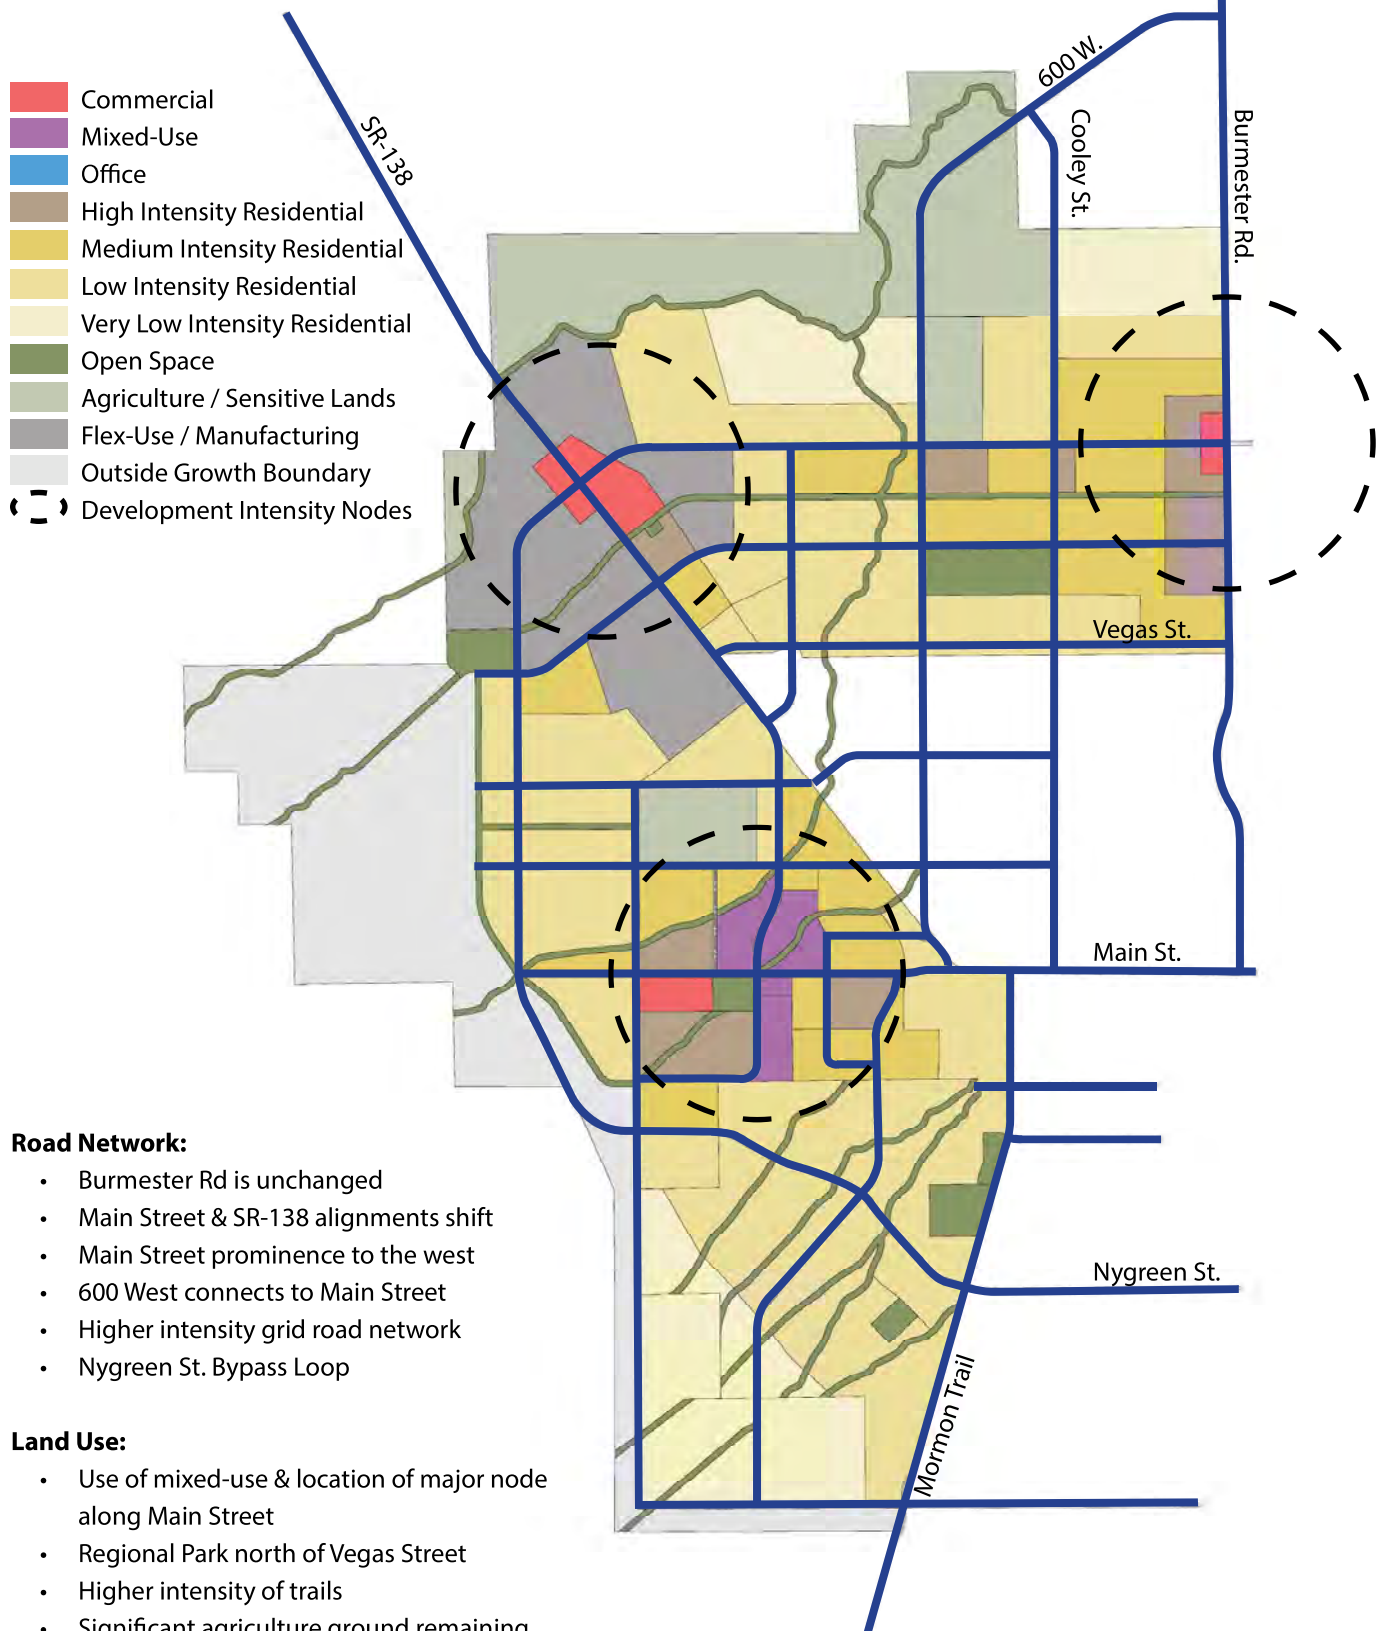 600 W.
SR-138
Cooley St.
Burmester Rd.
Commercial
Mixed-Use
Office
High Intensity Residential
Medium Intensity Residential
Low Intensity Residential
Very Low Intensity Residential
Open Space
Agriculture / Sensitive Lands
Flex-Use / Manufacturing
Outside Growth Boundary
Development Intensity Nodes
Vegas St.
Main St.
Nygreen St.
Mormon Trail
Road Network:
• Burmester Rd is unchanged
• Main Street & SR-138 alignments shift
• Main Street prominence to the west
• 600 West connects to Main Street
• Higher intensity grid road network
• Nygreen St. Bypass Loop
Land Use:
• Use of mixed-use & location of major node
along Main Street
• Regional Park north of Vegas Street
• Higher intensity of trails
• Significant agriculture ground remaining